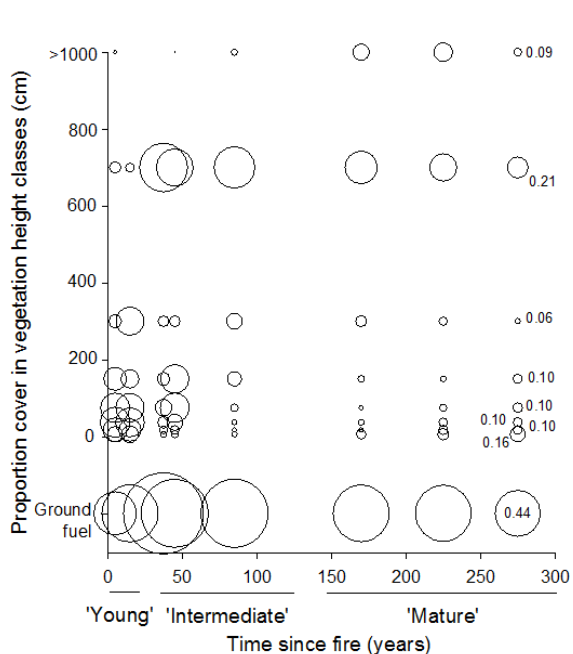 Proportion cover in vegetation height classes (cm)
>1000
800
600
400
200
0
Ground
fuel
0.09
0.21
0.06
0.10
0.10
0.10
0.10
0.16
0.44
0 50 100 150 200 250 300
'Young' 'Intermediate' 'Mature'
Time since fire (years)